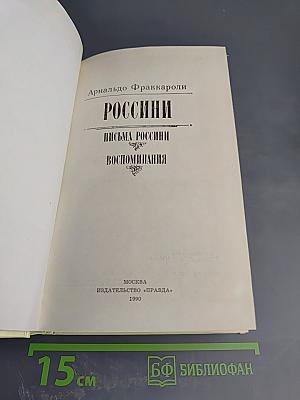 Арнальдо Фраккароли
РОССИНИ
ПИСЬМА РОССИНИ
ВОСПОМИНАНИЯ
МОСКВА
ИЗДАТЕЛЬСТВО «ПРАВДА»
1990
15 см
БФ БИБЛИОФАН